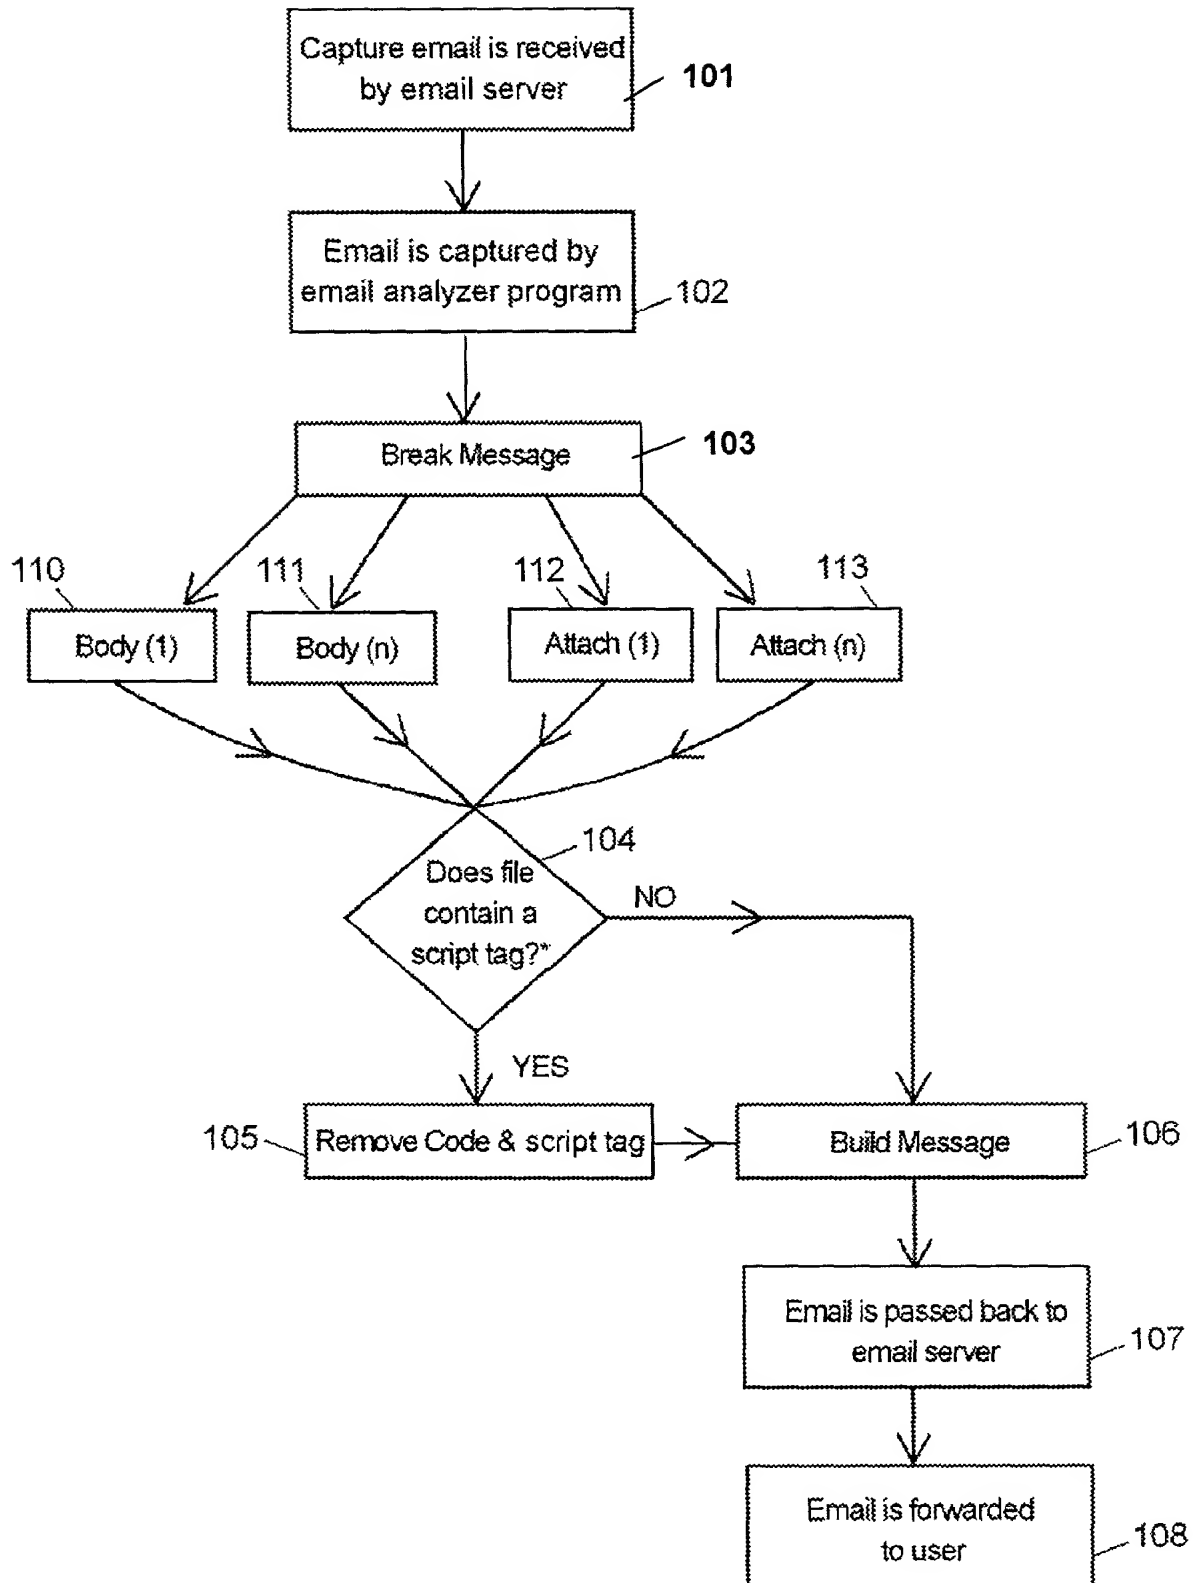 Capture email is received
by email server
101
Email is captured by
email analyzer program
102
Break Message
103
110
111
112
113
Body (1)
Body (n)
Attach (1)
Attach (n)
104
Does file
contain a
script tag?*
NO
YES
105
Remove Code & script tag
Build Message
106
Email is passed back to
email server
107
Email is forwarded
to user
108